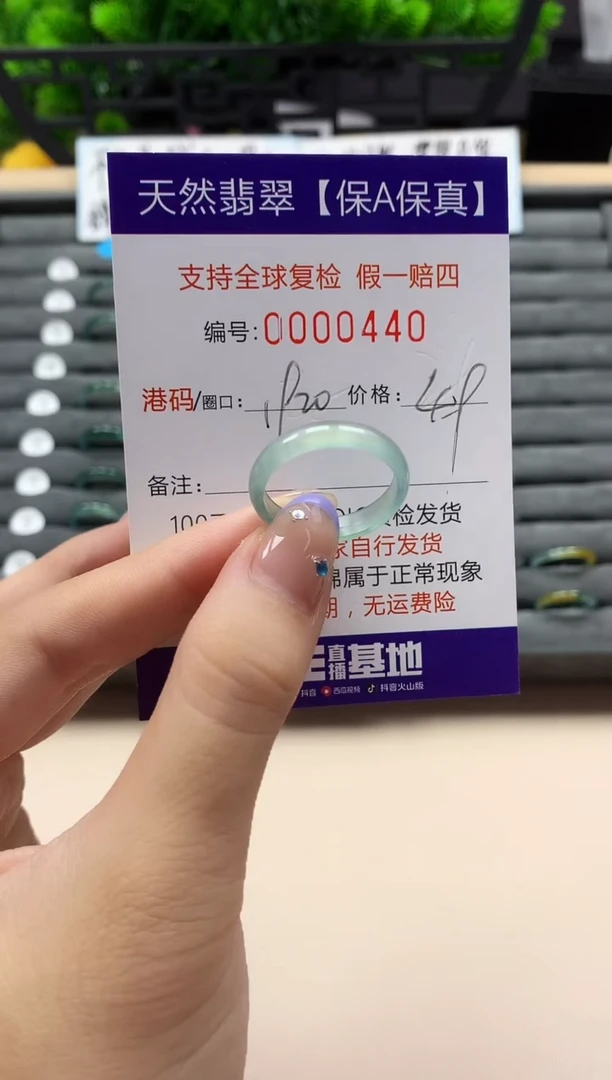 天然翡翠【保A保真】
支持全球复检 假一赔四
编号:0000440
港码/圈口: 价格:
备注:
检发货
家自行发货
属于正常现象
,无运费险
直播基地
抖音 西瓜视频 抖音火山版